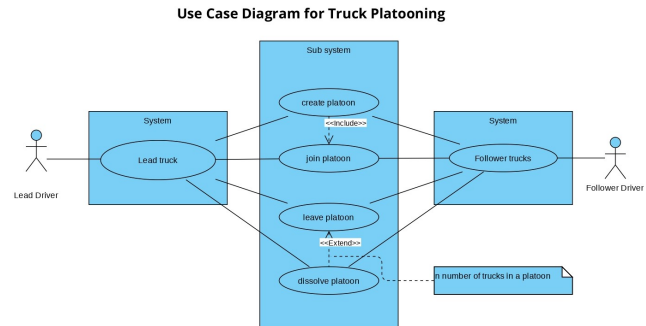 Use Case Diagram for Truck Platooning
Sub system
create platoon
<<Include>>
System
System
Lead truck
join platoon
Follower trucks
Lead Driver
Follower Driver
leave platoon
<<Extend>>
dissolve platoon
n number of trucks in a platoon